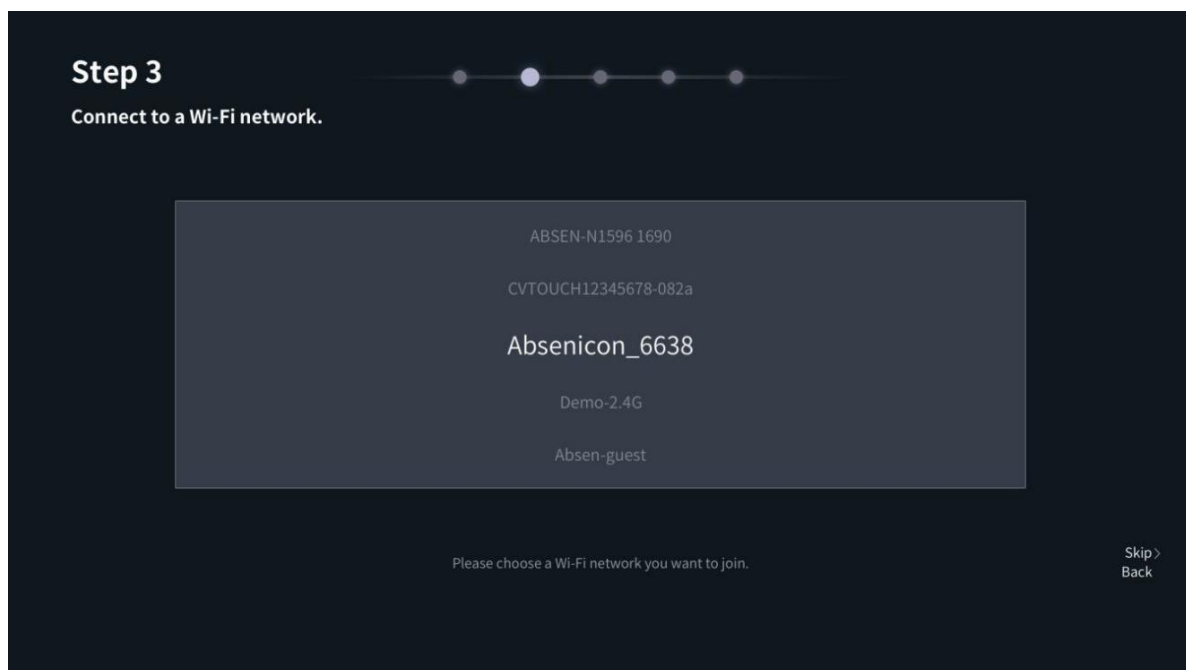 Step 3
Connect to a Wi-Fi network.
ABSEN-N1596 1690
CVTOUCH12345678-082a
Absenicon_6638
Demo-2.4G
Absen-guest
Please choose a Wi-Fi network you want to join.
Skip>
Back